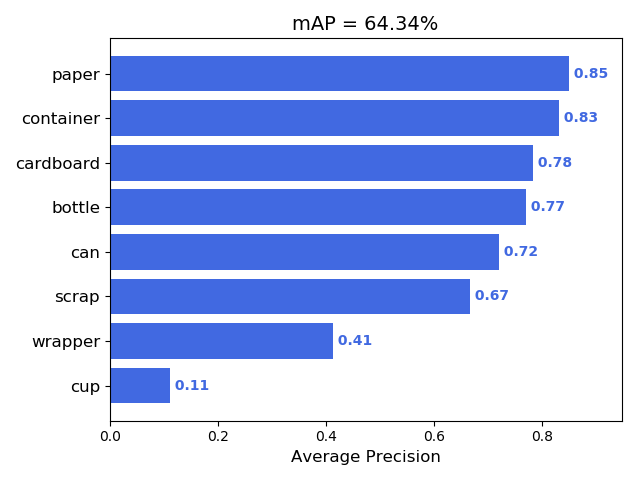 mAP = 64.34%
paper 0.85
container 0.83
cardboard 0.78
bottle 0.77
can 0.72
scrap 0.67
wrapper 0.41
cup 0.11
0.0 0.2 0.4 0.6 0.8
Average Precision